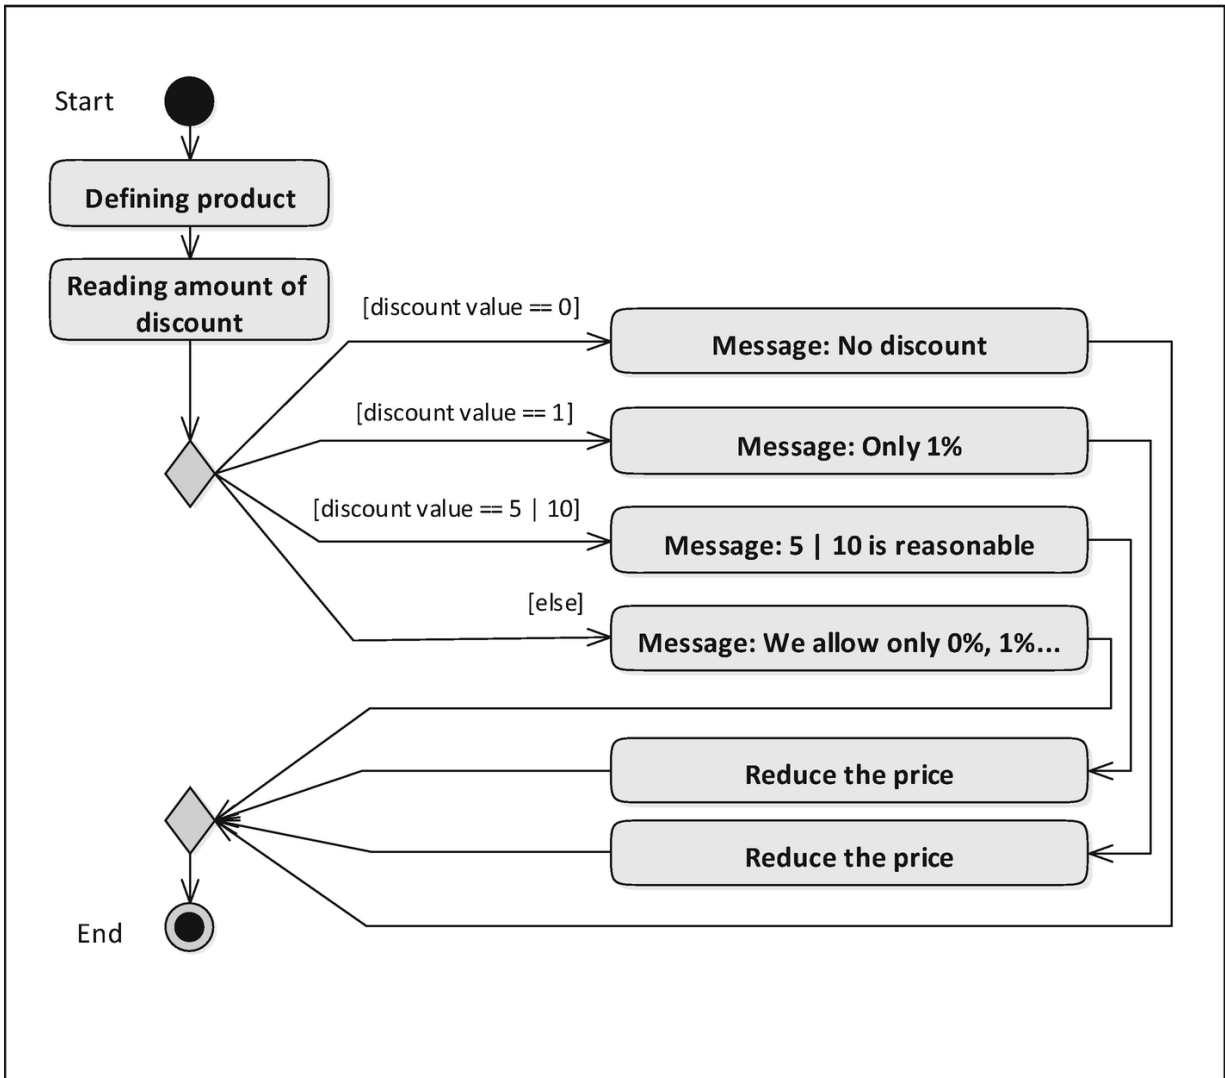 Start
Defining product
Reading amount of
discount
[discount value == 0]
Message: No discount
[discount value == 1]
Message: Only 1%
[discount value == 5 | 10]
Message: 5 | 10 is reasonable
[else]
Message: We allow only 0%, 1%...
Reduce the price
Reduce the price
End